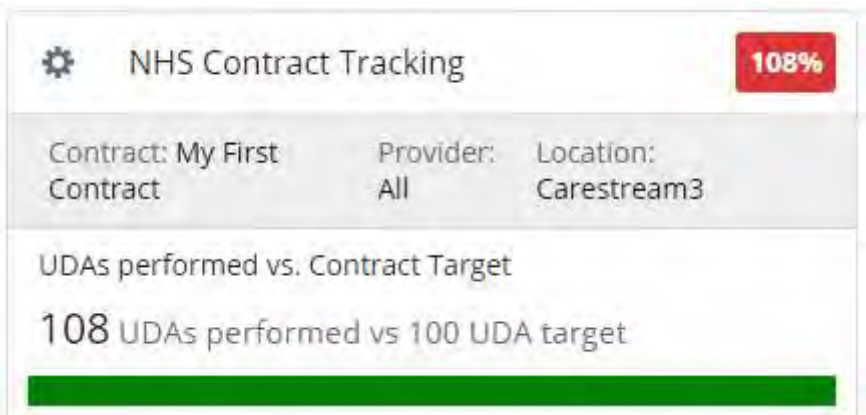 NHS Contract Tracking 108%
Contract: My First Contract Provider: All Location: Carestream3
UDAs performed vs. Contract Target
108 UDAs performed vs 100 UDA target